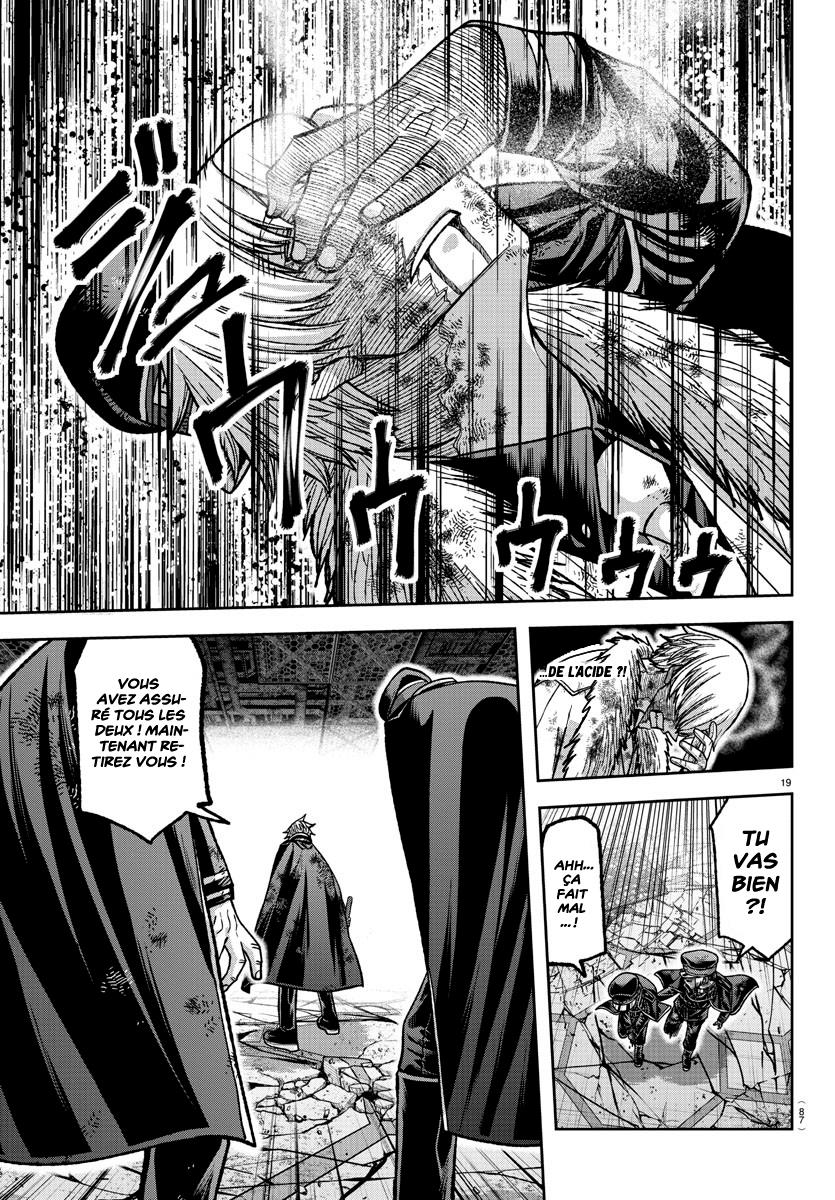 ジュウウウウ
...DE L'ACIDE ?!
19
TU
VAS
BIEN
?!
AHH...
ÇA
FAIT
MAL
...!
VOUS
AVEZ ASSU-
RÉ TOUS LES
DEUX ! MAIN-
TENANT RE-
TIREZ VOUS !
(87)